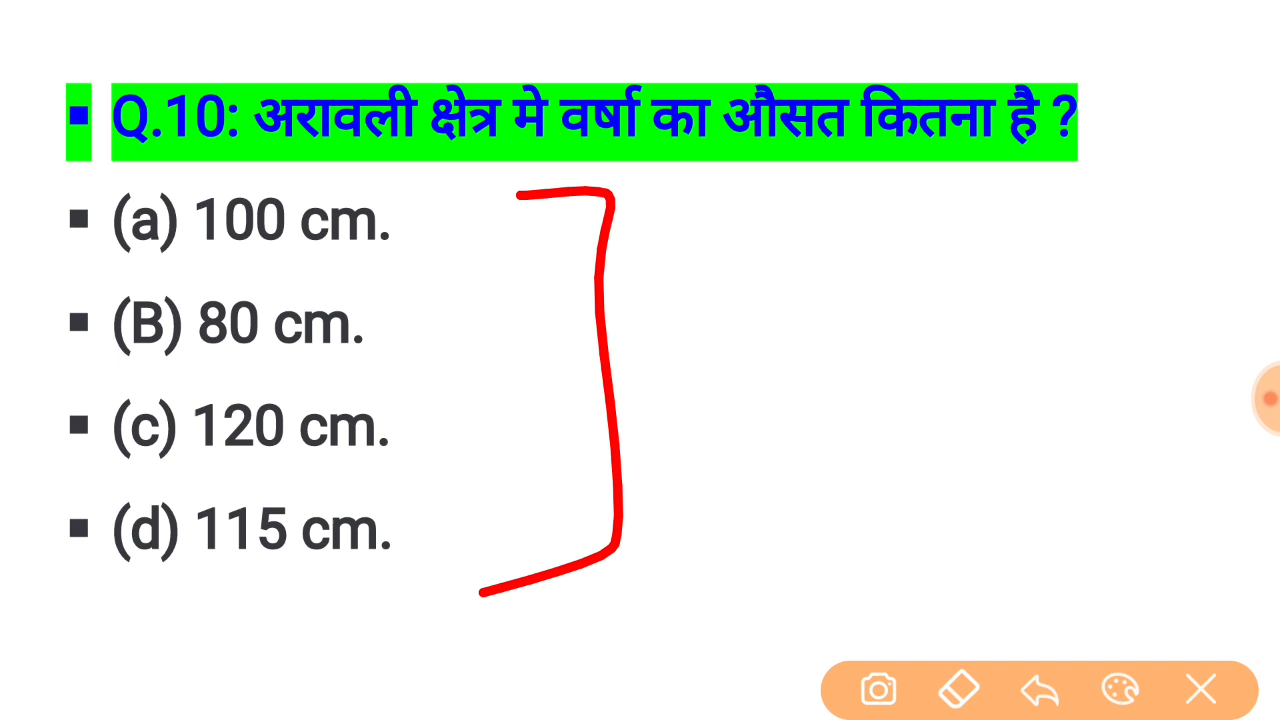 ▪ Q.10: अरावली क्षेत्र मे वर्षा का औसत कितना है ?
▪ (a) 100 cm.
▪ (B) 80 cm.
▪ (c) 120 cm.
▪ (d) 115 cm.